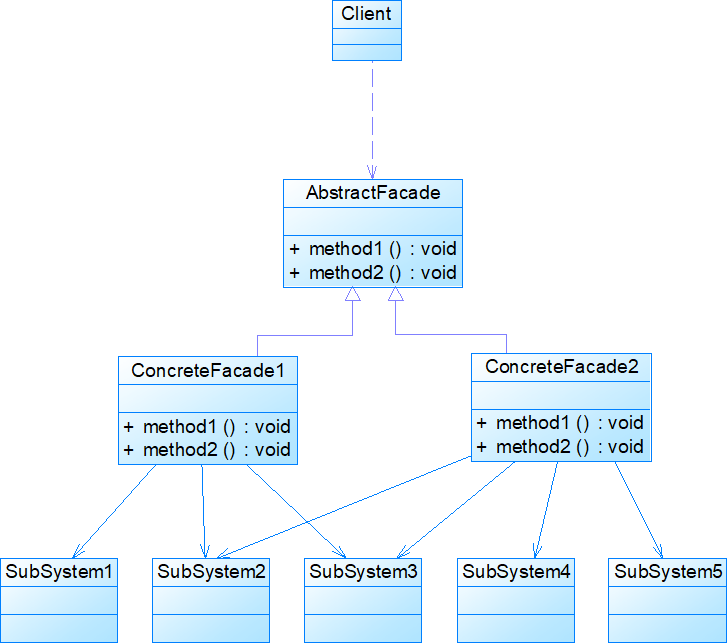 Client
AbstractFacade
+ method1 () : void
+ method2 () : void
ConcreteFacade1
+ method1 () : void
+ method2 () : void
ConcreteFacade2
+ method1 () : void
+ method2 () : void
SubSystem1
SubSystem2
SubSystem3
SubSystem4
SubSystem5